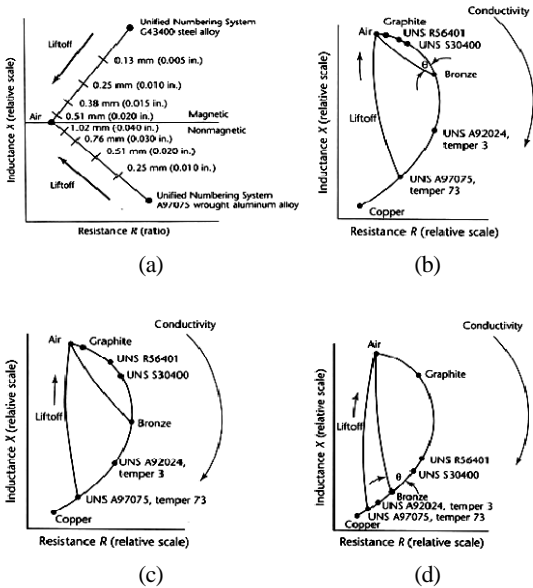 Unified Numbering System
G43400 steel alloy
Liftoff
0.13 mm (0.005 in.)
0.25 mm (0.010 in.)
0.38 mm (0.015 in.)
Air
0.51 mm (0.020 in.)
Magnetic
1.02 mm (0.040 in.)
Nonmagnetic
0.76 mm (0.030 in.)
0.51 mm (0.020 in.)
0.25 mm (0.010 in.)
Liftoff
Unified Numbering System
A97075 wrought aluminum alloy
Inductance X (relative scale)
Resistance R (ratio)
(a)
Conductivity
Graphite
Air
UNS R56401
UNS S30400
θ
Bronze
Liftoff
UNS A92024,
temper 3
UNS A97075,
temper 73
Copper
Inductance X (relative scale)
Resistance R (relative scale)
(b)
Conductivity
Air
Graphite
UNS R56401
UNS S30400
Liftoff
Bronze
UNS A92024,
temper 3
UNS A97075, temper 73
Copper
Inductance X (relative scale)
Resistance R (relative scale)
(c)
Conductivity
Air
Graphite
Liftoff
UNS R56401
UNS S30400
θ
Bronze
UNS A92024, temper 3
UNS A97075, temper 73
Copper
Inductance X (relative scale)
Resistance R (relative scale)
(d)